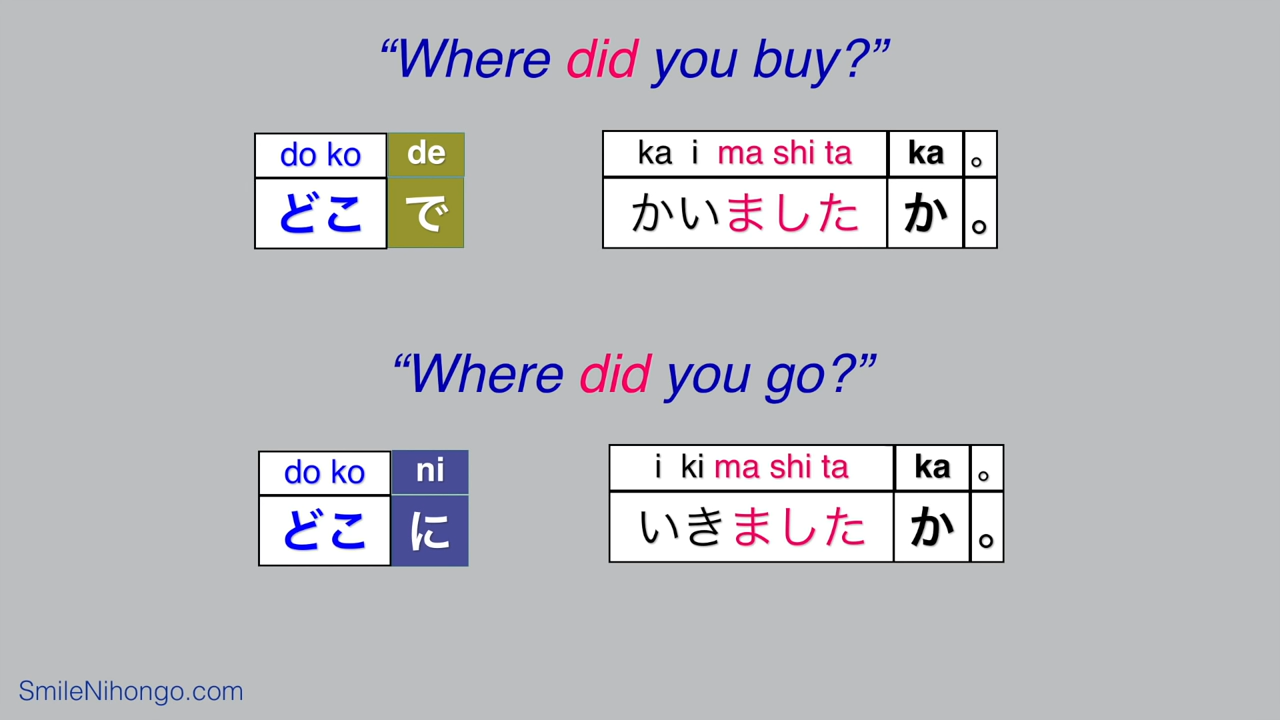 “Where did you buy?”
do ko de ka i ma shi ta ka 。
どこ で かいました か 。
“Where did you go?”
do ko ni i ki ma shi ta ka 。
どこ に いきました か 。
SmileNihongo.com